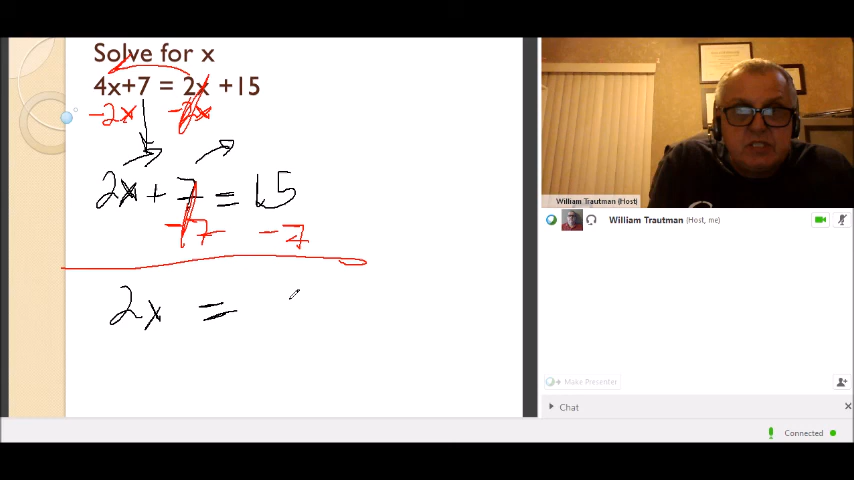 Solve for x
4x+7 = 2x +15
-2x -2x
2x + 7 = 15
-7 -7
2x =
William Trautman (Host)
William Trautman (Host, me)
Make Presenter
Chat
Connected